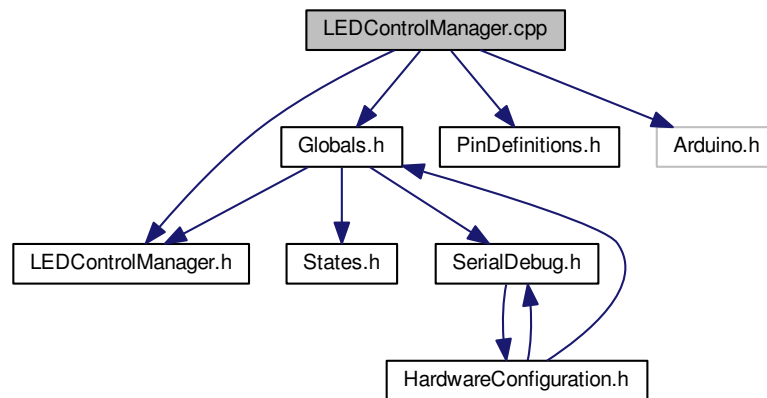 LEDControlManager.cpp
Globals.h
PinDefinitions.h
Arduino.h
LEDControlManager.h
States.h
SerialDebug.h
HardwareConfiguration.h